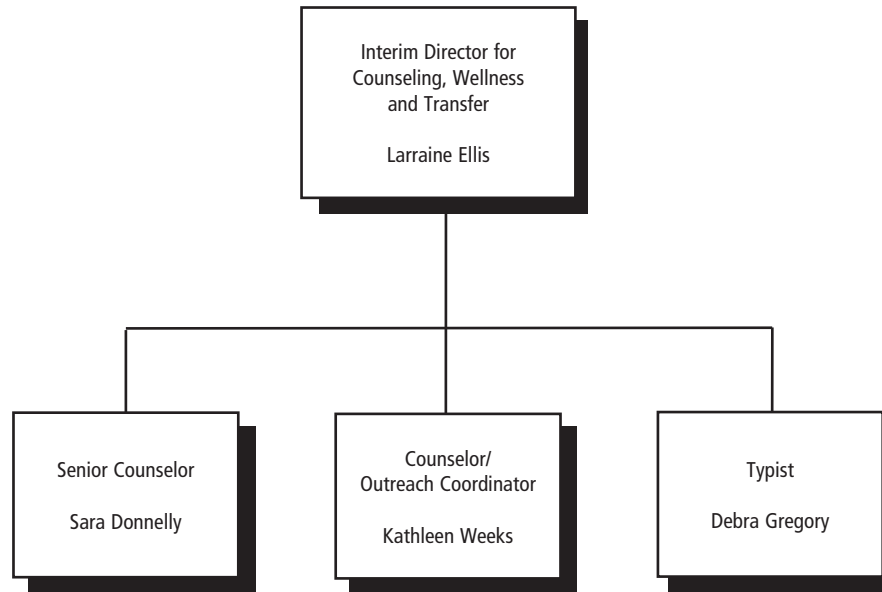 Interim Director for
Counseling, Wellness
and Transfer
Larraine Ellis
Senior Counselor
Sara Donnelly
Counselor/
Outreach Coordinator
Kathleen Weeks
Typist
Debra Gregory